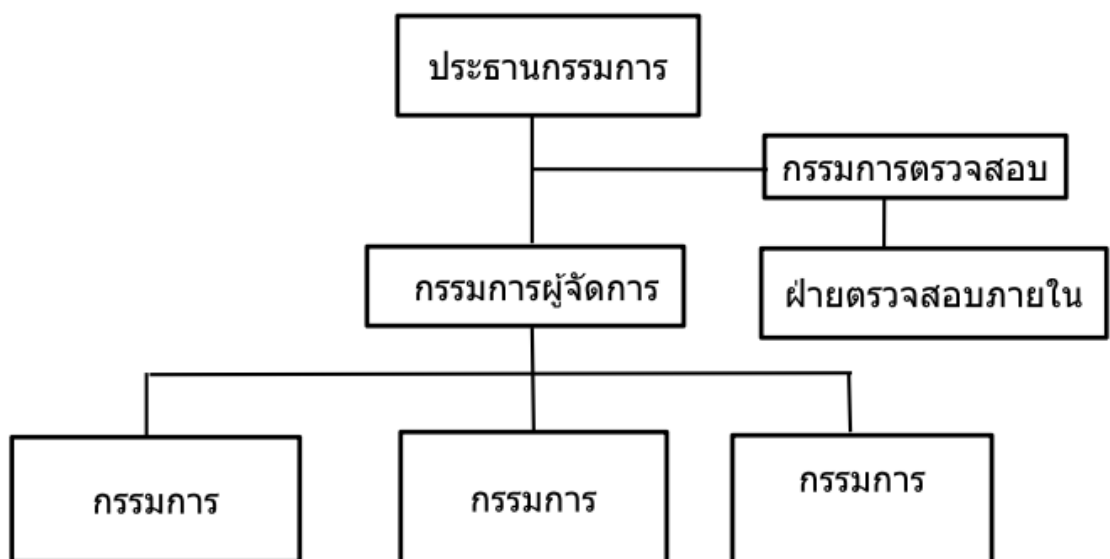 ประธานกรรมการ
กรรมการตรวจสอบ
กรรมการผู้จัดการ
ฝ่ายตรวจสอบภายใน
กรรมการ
กรรมการ
กรรมการ